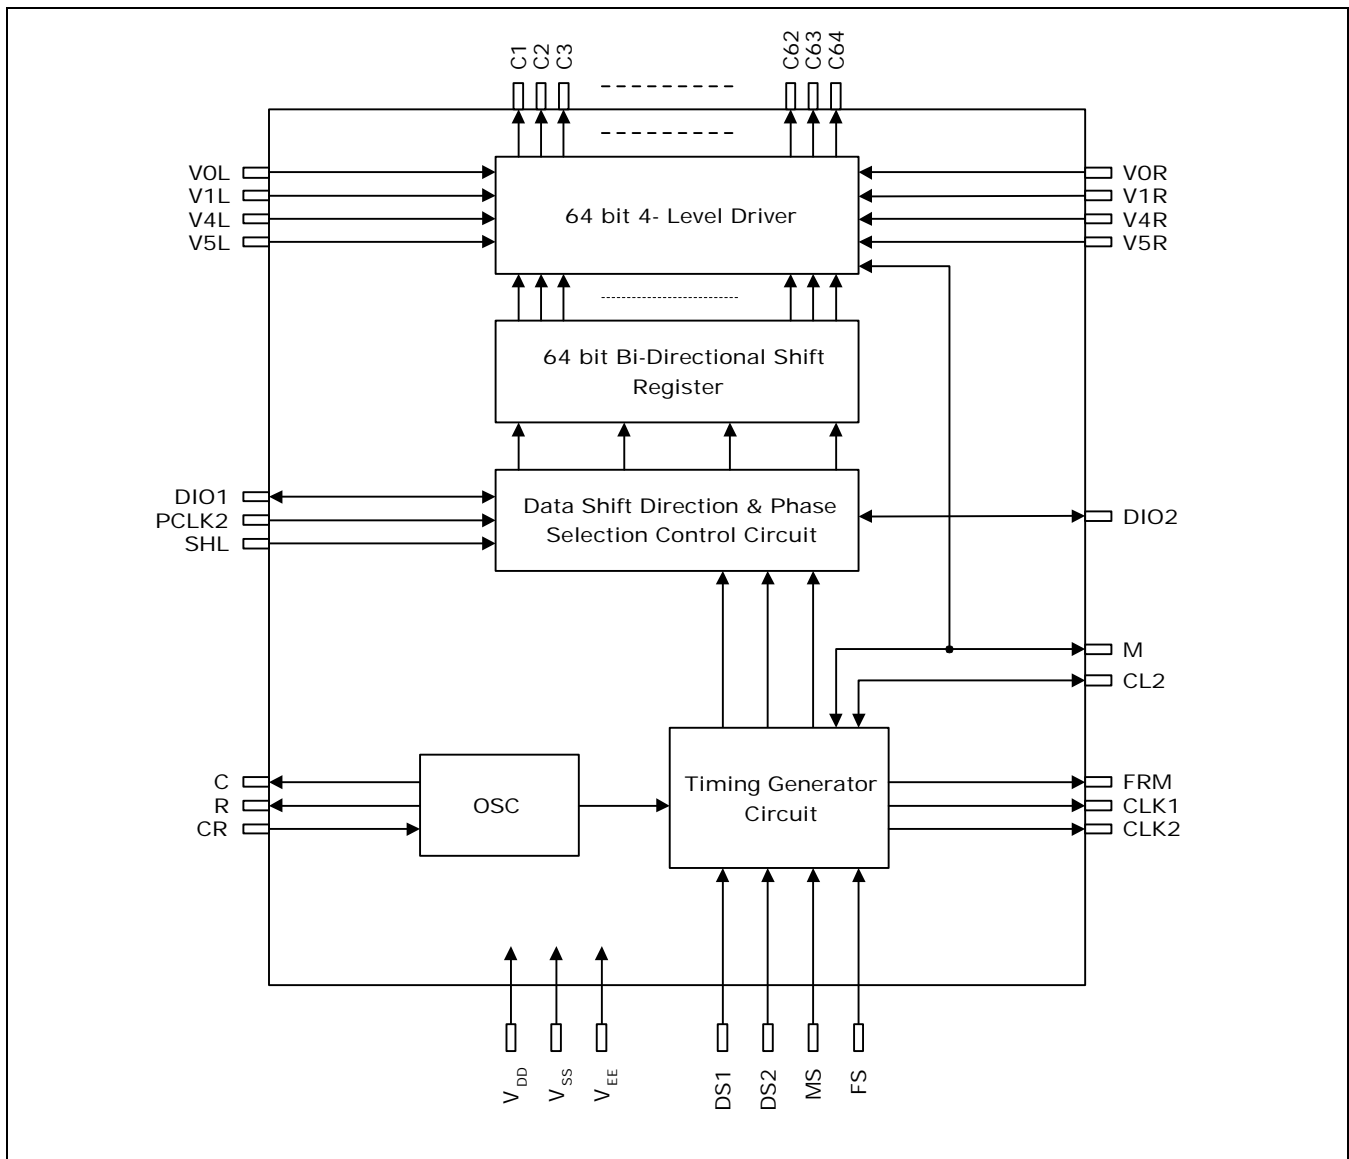 C1 C2 C3 C62 C63 C64
V0L V0R
V1L V1R
V4L V4R
V5L V5R
64 bit 4- Level Driver
64 bit Bi-Directional Shift
Register
DIO1
PCLK2
SHL
Data Shift Direction & Phase
Selection Control Circuit
DIO2
M
CL2
C
R
CR
OSC
Timing Generator
Circuit
FRM
CLK1
CLK2
VDD VSS VEE DS1 DS2 MS FS